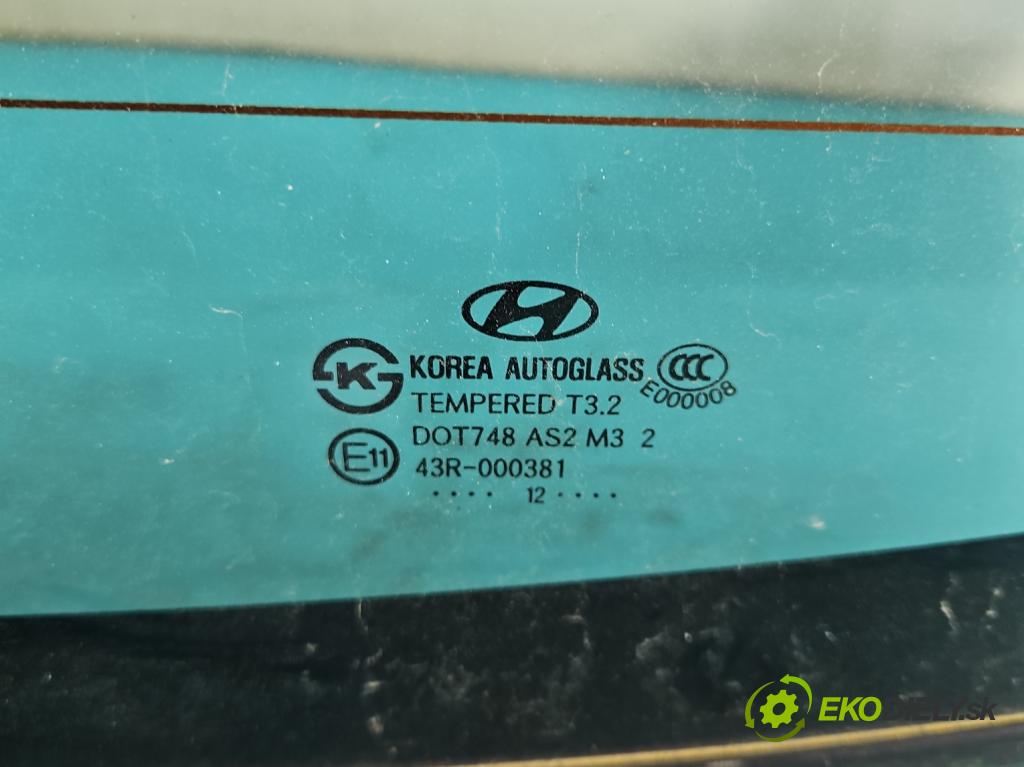 KOREA AUTOGLASS
CCC
E000008
K
TEMPERED T3.2
DOT748 AS2 M3 2
E11
43R-000381
.... 12 ....
EKODIELY.sk